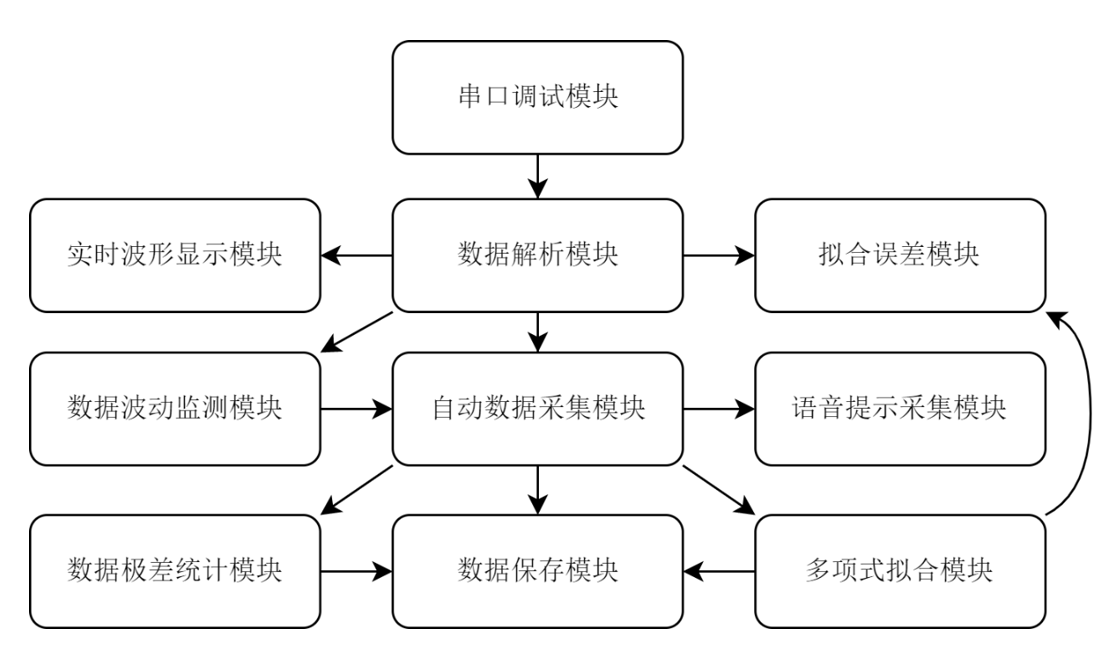 串口调试模块
实时波形显示模块
数据解析模块
拟合误差模块
数据波动监测模块
自动数据采集模块
语音提示采集模块
数据极差统计模块
数据保存模块
多项式拟合模块